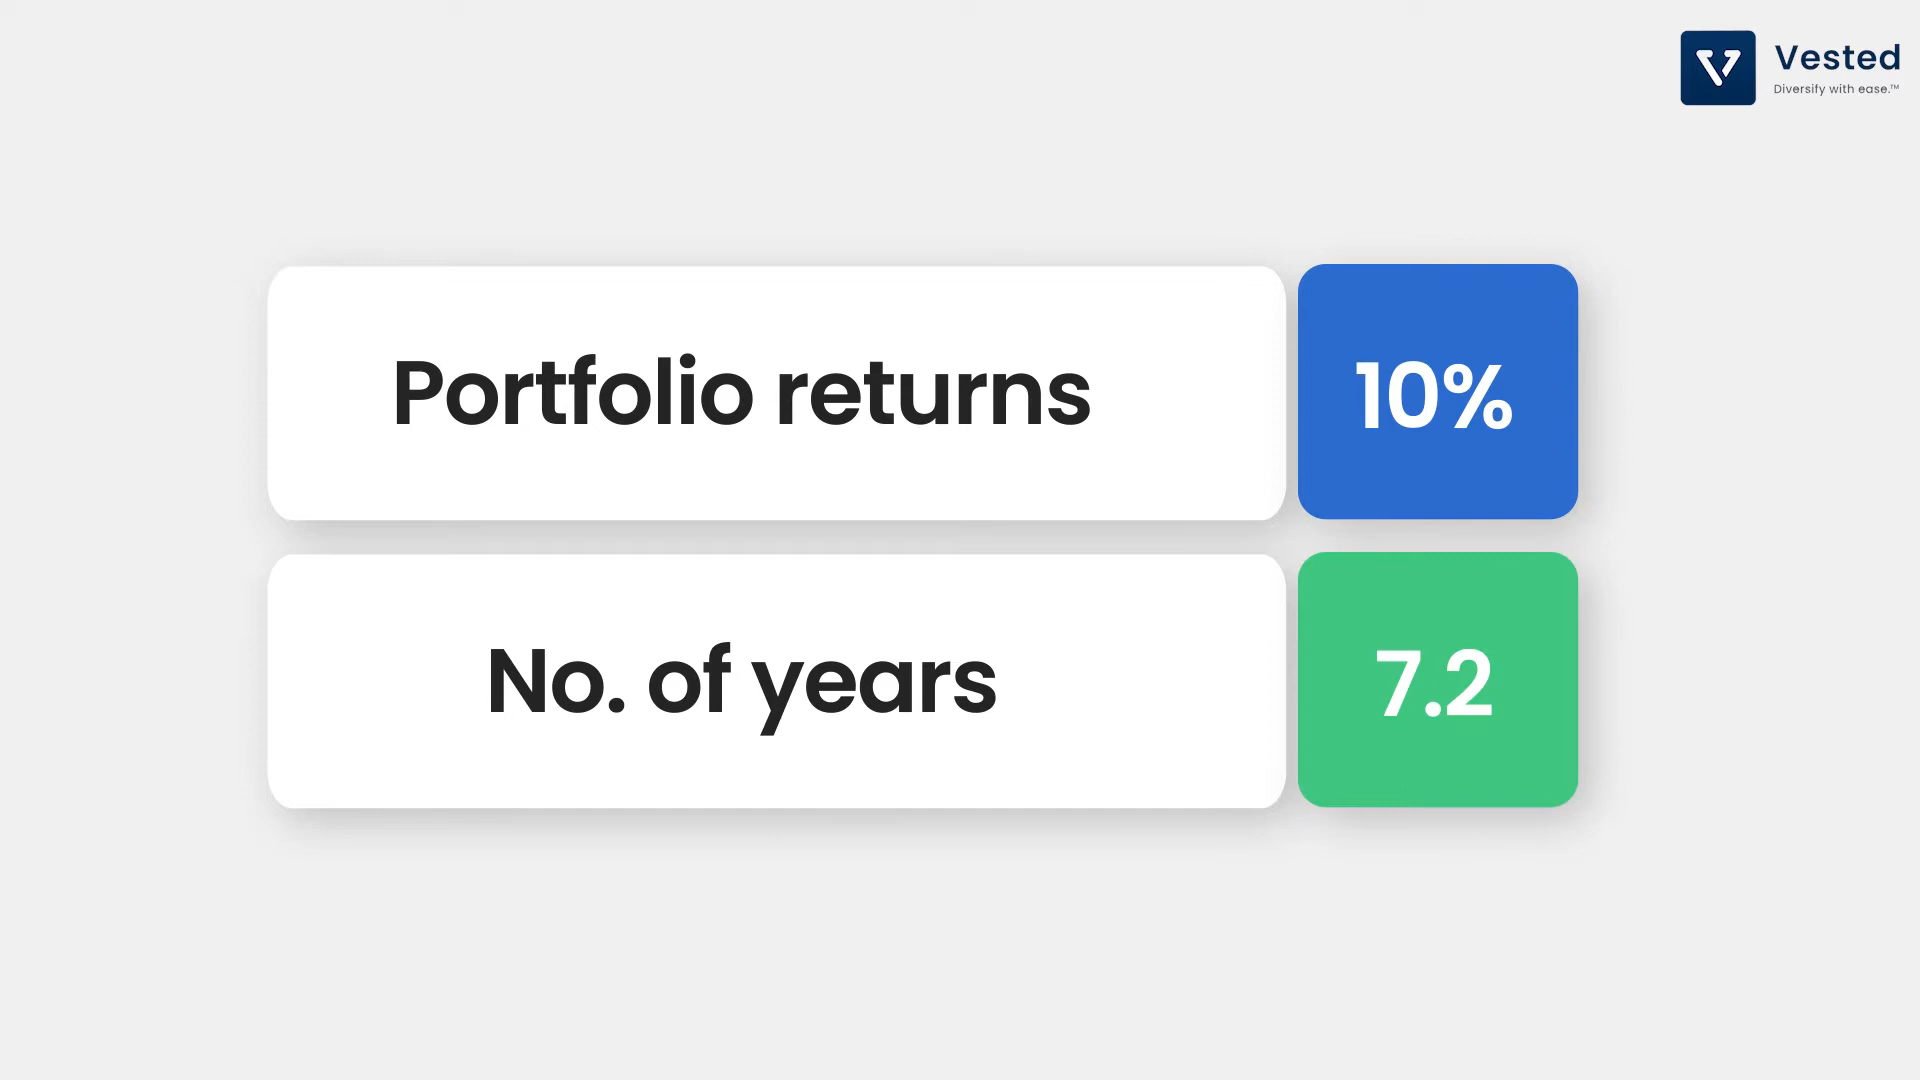 Vested
Diversify with ease.™
Portfolio returns
10%
No. of years
7.2